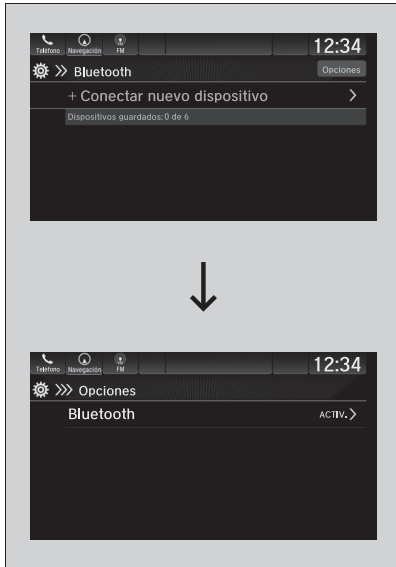 Teléfono Navegación FM 12:34
Bluetooth Opciones
+ Conectar nuevo dispositivo
Dispositivos guardados: 0 de 6
Teléfono Navegación FM 12:34
Opciones
Bluetooth ACTIV.